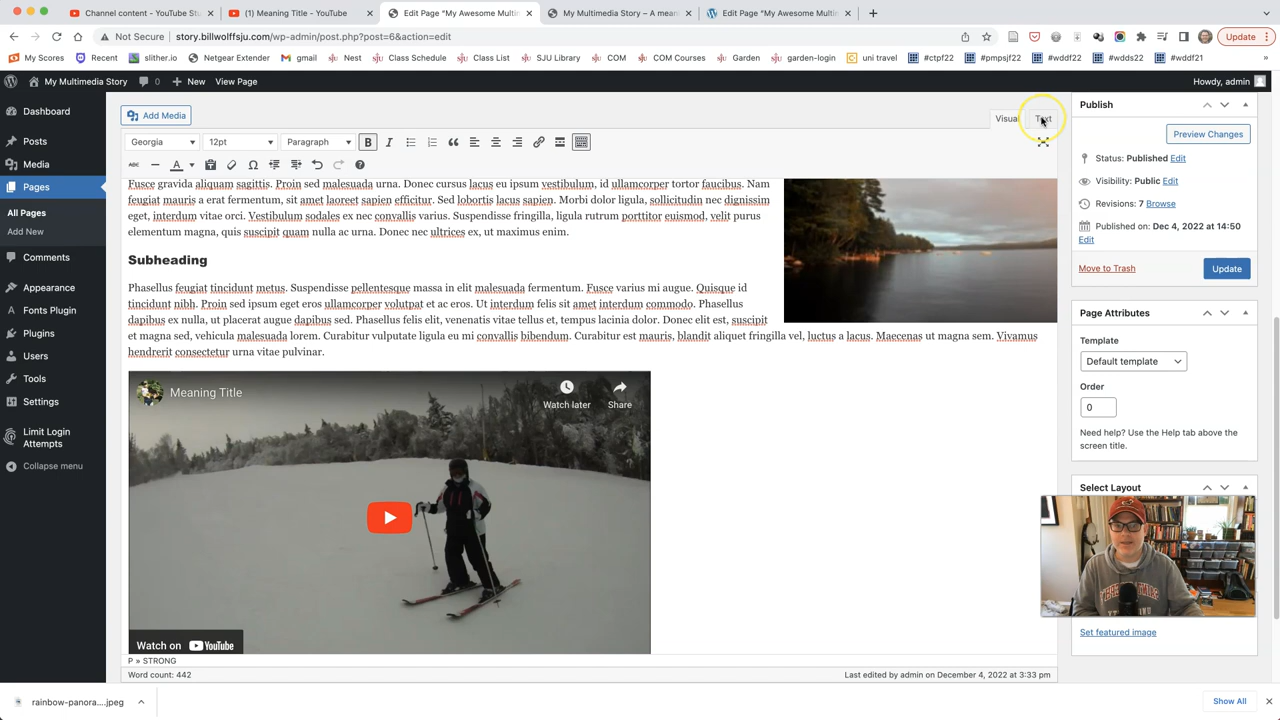 Channel content - YouTube Stu
(1) Meaning Title - YouTube
Edit Page "My Awesome Multim
My Multimedia Story – A mean
Edit Page "My Awesome Multim
Not Secure
story.billwolffsju.com/wp-admin/post.php?post=6&action=edit
Update
My Scores
Recent
slither.io
Netgear Extender
gmail
Nest
Class Schedule
Class List
SJU Library
COM
COM Courses
Garden
garden-login
uni travel
#ctpf22
#pmpsjf22
#wddf22
#wdds22
#wddf21
»
My Multimedia Story
0
New
View Page
Howdy, admin
Dashboard
Posts
Media
Pages
All Pages
Add New
Comments
Appearance
Fonts Plugin
Plugins
Users
Tools
Settings
Limit Login
Attempts
Collapse menu
Add Media
Visual
Text
Georgia
12pt
Paragraph
B
I
ABC
A
Fusce gravida aliquam sagittis. Proin sed malesuada urna. Donec cursus lacus eu ipsum vestibulum, id ullamcorper tortor faucibus. Nam
feugiat mauris a erat fermentum, sit amet laoreet sapien efficitur. Sed lobortis lacus sapien. Morbi dolor ligula, sollicitudin nec dignissim
eget, interdum vitae orci. Vestibulum sodales ex nec convallis varius. Suspendisse fringilla, ligula rutrum porttitor euismod, velit purus
elementum magna, quis suscipit quam nulla ac urna. Donec nec ultrices ex, ut maximus enim.
Subheading
Phasellus feugiat tincidunt metus. Suspendisse pellentesque massa in elit malesuada fermentum. Fusce varius mi augue. Quisque id
tincidunt nibh. Proin sed ipsum eget eros ullamcorper volutpat et ac eros. Ut interdum felis sit amet interdum commodo. Phasellus
dapibus ex nulla, ut placerat augue dapibus sed. Phasellus felis elit, venenatis vitae tellus et, tempus lacinia dolor. Donec elit est, suscipit
et magna sed, vehicula malesuada lorem. Curabitur vulputate ligula eu mi convallis bibendum. Curabitur est mauris, blandit aliquet fringilla vel, luctus a lacus. Maecenas ut magna sem. Vivamus
hendrerit consectetur urna vitae pulvinar.
Meaning Title
Watch later
Share
Watch on YouTube
P » STRONG
Word count: 442
Last edited by admin on December 4, 2022 at 3:33 pm
Publish
Preview Changes
Status: Published Edit
Visibility: Public Edit
Revisions: 7 Browse
Published on: Dec 4, 2022 at 14:50
Edit
Move to Trash
Update
Page Attributes
Template
Default template
Order
0
Need help? Use the Help tab above the
screen title.
Select Layout
Set featured image
rainbow-panora....jpeg
Show All